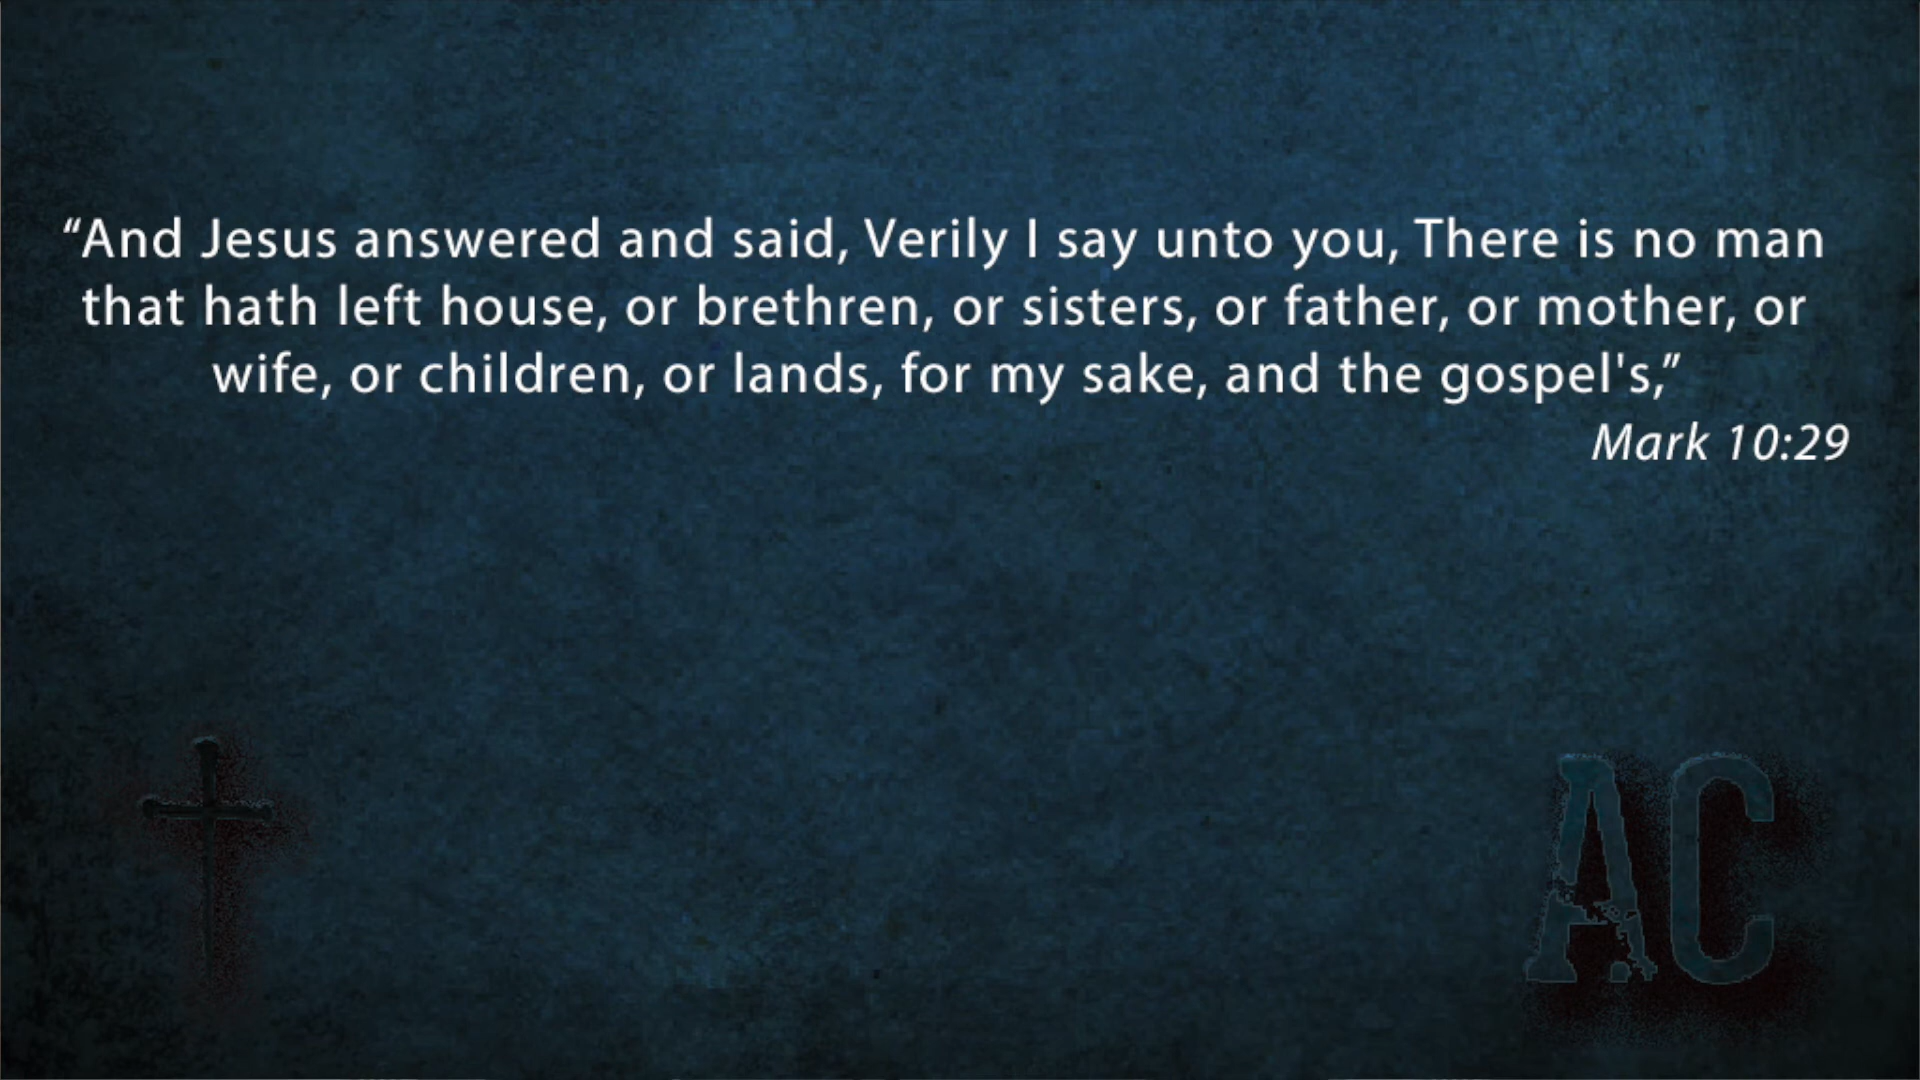 “And Jesus answered and said, Verily I say unto you, There is no man
that hath left house, or brethren, or sisters, or father, or mother, or
wife, or children, or lands, for my sake, and the gospel's,”
Mark 10:29
AC